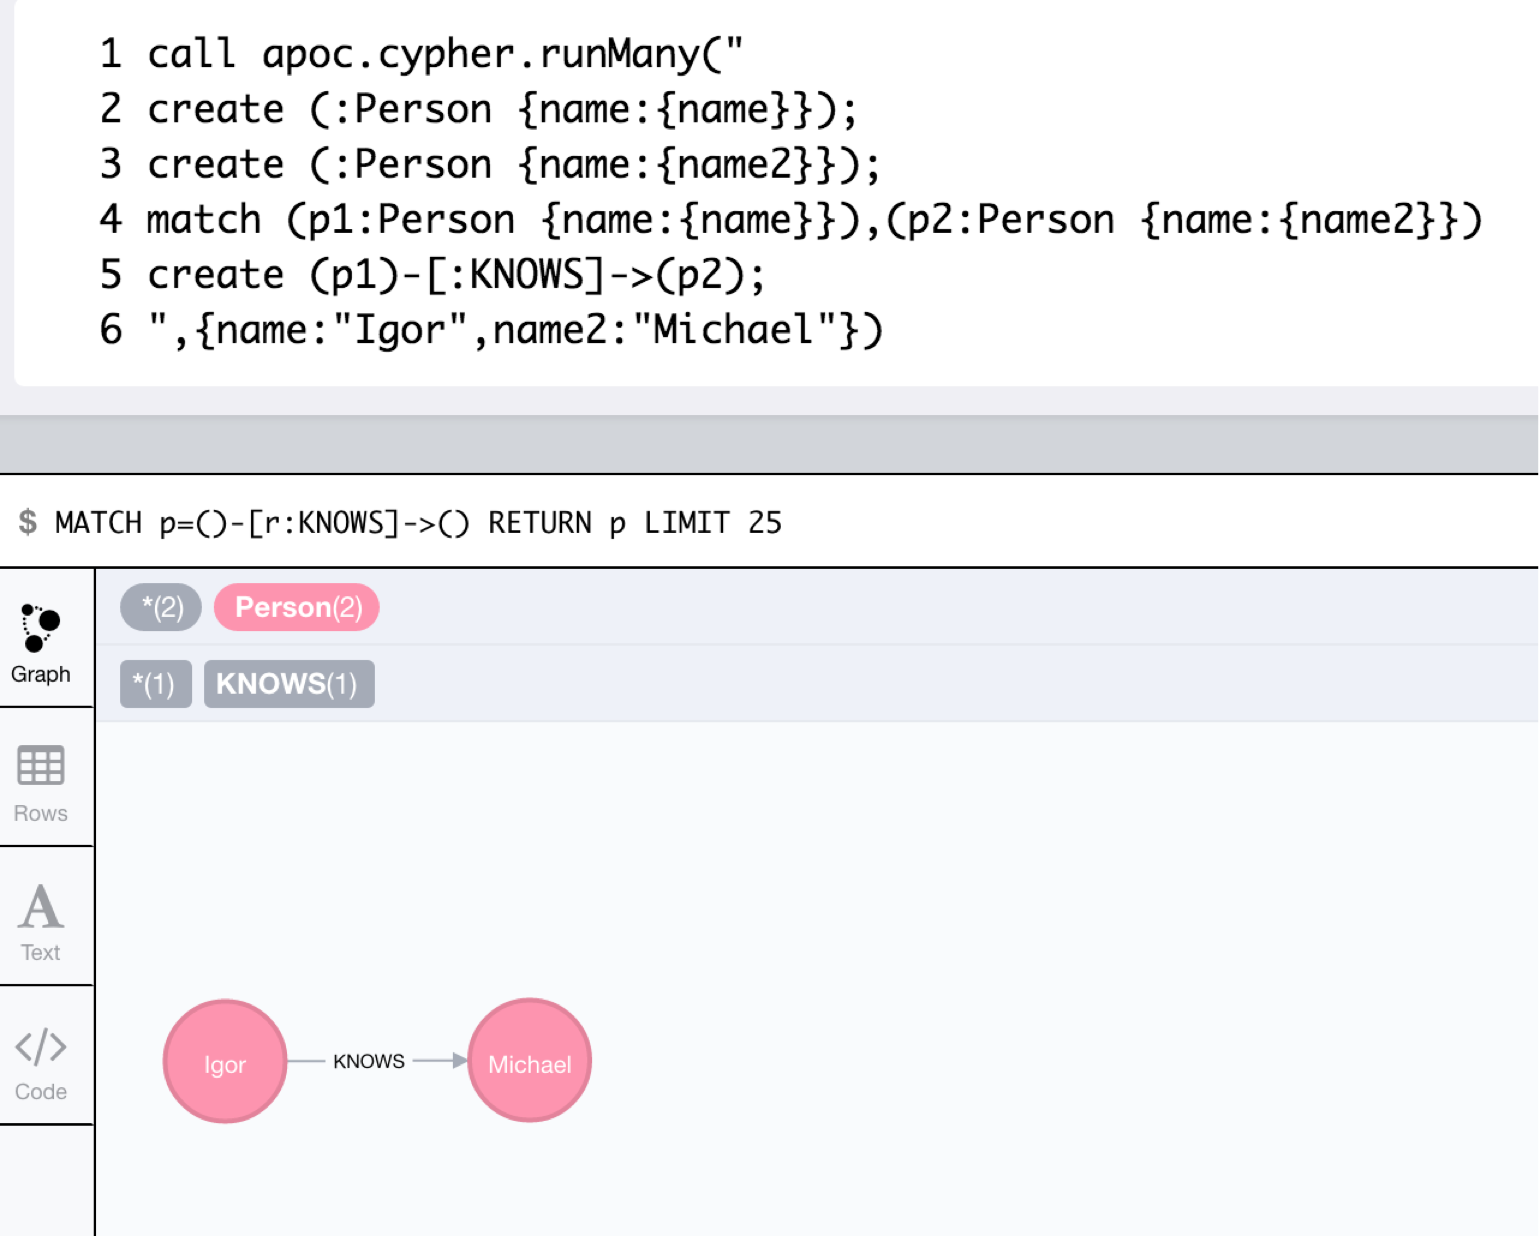 1 call apoc.cypher.runMany("
2 create (:Person {name:{name}});
3 create (:Person {name:{name2}});
4 match (p1:Person {name:{name}}),(p2:Person {name:{name2}})
5 create (p1)-[:KNOWS]->(p2);
6 ",{name:"Igor",name2:"Michael"})
$ MATCH p=()-[r:KNOWS]->() RETURN p LIMIT 25
*(2) Person(2)
*(1) KNOWS(1)
Graph
Rows
A
Text
</>
Code
Igor KNOWS Michael